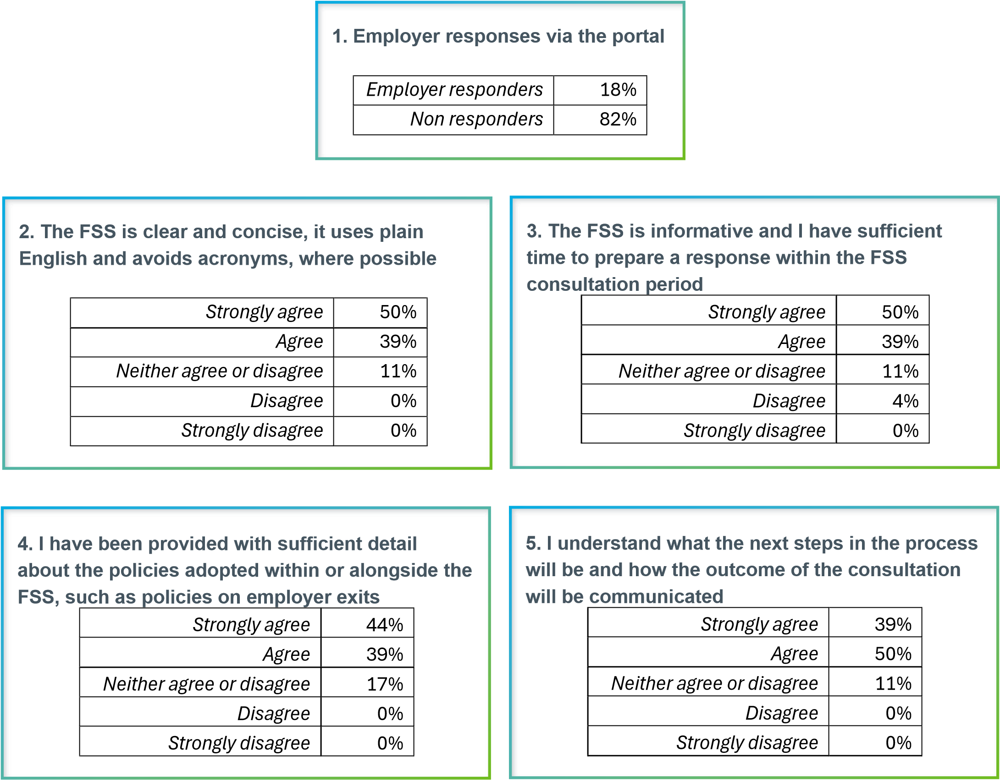 1. Employer responses via the portal
Employer responders 18%
Non responders 82%
2. The FSS is clear and concise, it uses plain
English and avoids acronyms, where possible
Strongly agree 50%
Agree 39%
Neither agree or disagree 11%
Disagree 0%
Strongly disagree 0%
3. The FSS is informative and I have sufficient
time to prepare a response within the FSS
consultation period
Strongly agree 50%
Agree 39%
Neither agree or disagree 11%
Disagree 4%
Strongly disagree 0%
4. I have been provided with sufficient detail
about the policies adopted within or alongside the
FSS, such as policies on employer exits
Strongly agree 44%
Agree 39%
Neither agree or disagree 17%
Disagree 0%
Strongly disagree 0%
5. I understand what the next steps in the process
will be and how the outcome of the consultation
will be communicated
Strongly agree 39%
Agree 50%
Neither agree or disagree 11%
Disagree 0%
Strongly disagree 0%